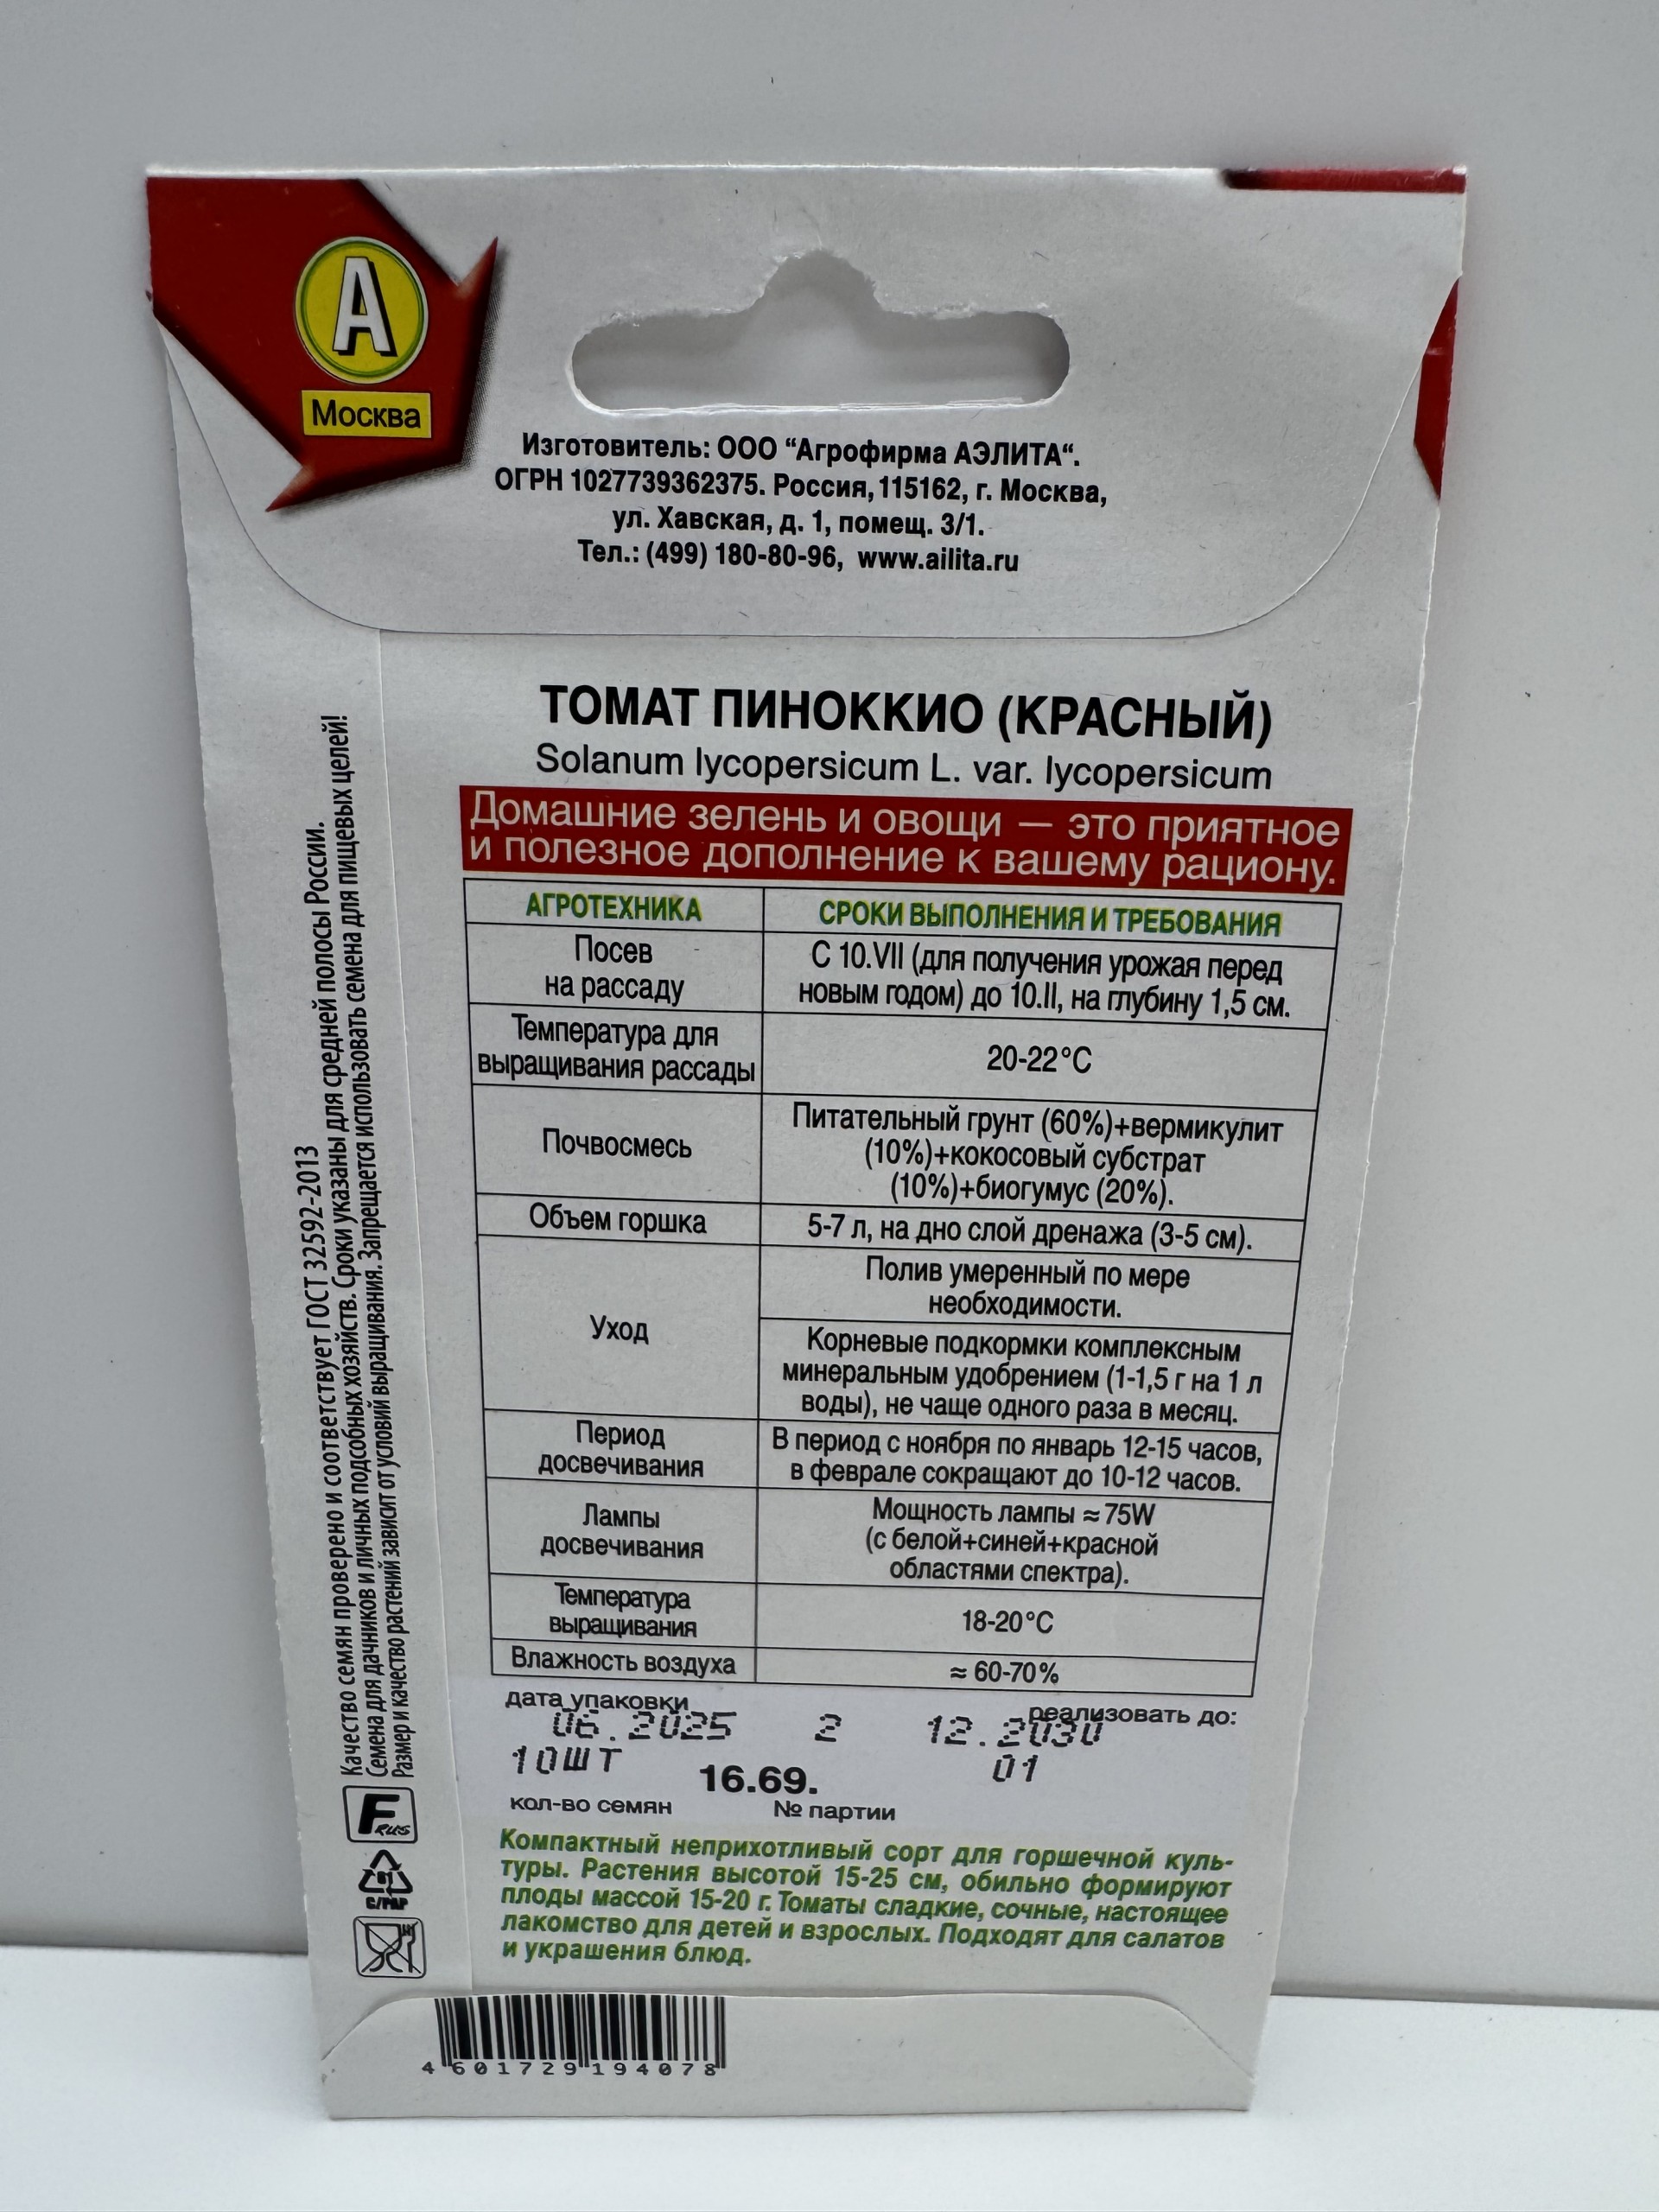 А
Москва
Изготовитель: ООО “Агрофирма АЭЛИТА“.
ОГРН 1027739362375. Россия, 115162, г. Москва,
ул. Хавская, д. 1, помещ. 3/1.
Тел.: (499) 180-80-96, www.ailita.ru
ТОМАТ ПИНОККИО (КРАСНЫЙ)
Solanum lycopersicum L. var. lycopersicum
Домашние зелень и овощи — это приятное
и полезное дополнение к вашему рациону.
АГРОТЕХНИКА
СРОКИ ВЫПОЛНЕНИЯ И ТРЕБОВАНИЯ
Посев
на рассаду
С 10.VII (для получения урожая перед
новым годом) до 10.II, на глубину 1,5 см.
Температура для
выращивания рассады
20-22°С
Почвосмесь
Питательный грунт (60%)+вермикулит
(10%)+кокосовый субстрат
(10%)+биогумус (20%).
Объем горшка
5-7 л, на дно слой дренажа (3-5 см).
Уход
Полив умеренный по мере
необходимости.
Корневые подкормки комплексным
минеральным удобрением (1-1,5 г на 1 л
воды), не чаще одного раза в месяц.
Период
досвечивания
В период с ноября по январь 12-15 часов,
в феврале сокращают до 10-12 часов.
Лампы
досвечивания
Мощность лампы ≈75W
(с белой+синей+красной
областями спектра).
Температура
выращивания
18-20°С
Влажность воздуха
≈ 60-70%
дата упаковки
реализовать до:
06.2025 2 12.2030
10ШТ 16.69. 01
кол-во семян
№ партии
Компактный неприхотливый сорт для горшечной куль-
туры. Растения высотой 15-25 см, обильно формируют
плоды массой 15-20 г. Томаты сладкие, сочные, настоящее
лакомство для детей и взрослых. Подходят для салатов
и украшения блюд.
Качество семян проверено и соответствует ГОСТ 32592-2013
Семена для дачников и личных подсобных хозяйств. Сроки указаны для средней полосы России.
Размер и качество растений зависит от условий выращивания. Запрещается использовать семена для пищевых целей!
F RUS
81
C/PAP
4 601729 194078